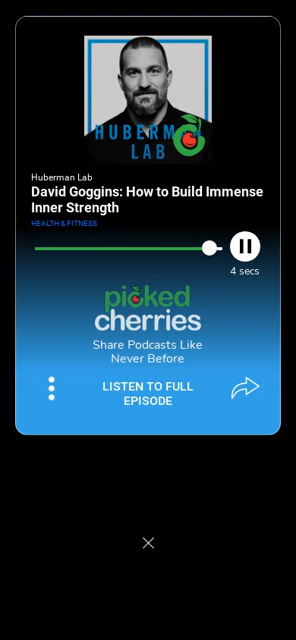 HUBERMAN
LAB
Huberman Lab
David Goggins: How to Build Immense
Inner Strength
HEALTH & FITNESS
4 secs
picked
cherries
Share Podcasts Like
Never Before
LISTEN TO FULL
EPISODE